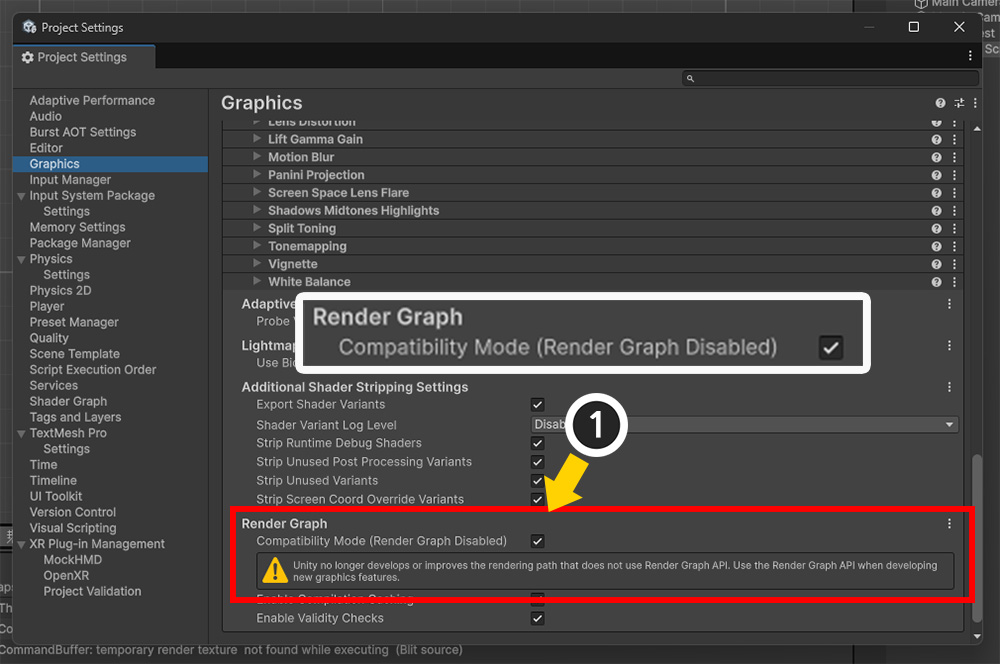 Main Camera
Project Settings
Project Settings
Graphics
Adaptive Performance
Audio
Burst AOT Settings
Editor
Graphics
Input Manager
Input System Package
Settings
Memory Settings
Package Manager
Physics
Settings
Physics 2D
Player
Preset Manager
Quality
Scene Template
Script Execution Order
Services
Shader Graph
Tags and Layers
TextMesh Pro
Settings
Time
Timeline
UI Toolkit
Version Control
Visual Scripting
XR Plug-in Management
MockHMD
OpenXR
Project Validation
Lens Distortion
Lift Gamma Gain
Motion Blur
Panini Projection
Screen Space Lens Flare
Shadows Midtones Highlights
Split Toning
Tonemapping
Vignette
White Balance
Adaptive
Probe
Render Graph
Compatibility Mode (Render Graph Disabled)
Lightmap
Use Bic
Additional Shader Stripping Settings
Export Shader Variants
Shader Variant Log Level
Disab
1
Strip Runtime Debug Shaders
Strip Unused Post Processing Variants
Strip Unused Variants
Strip Screen Coord Override Variants
Render Graph
Compatibility Mode (Render Graph Disabled)
Unity no longer develops or improves the rendering path that does not use Render Graph API. Use the Render Graph API when developing
new graphics features.
Enable Compilation Caching
Enable Validity Checks
CommandBuffer: temporary render texture not found while executing (Blit source)